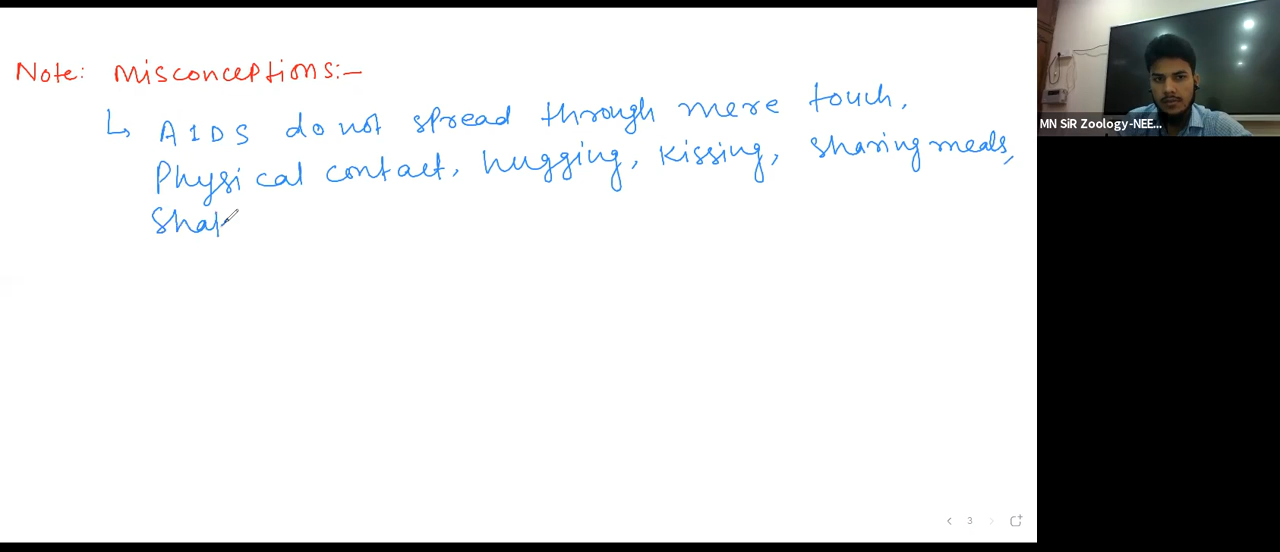 Note: Misconceptions:-
↳ AIDS do not spread through mere touch.
Physical contact, hugging, kissing, sharing meals,
MN SiR Zoology-NEE...
3